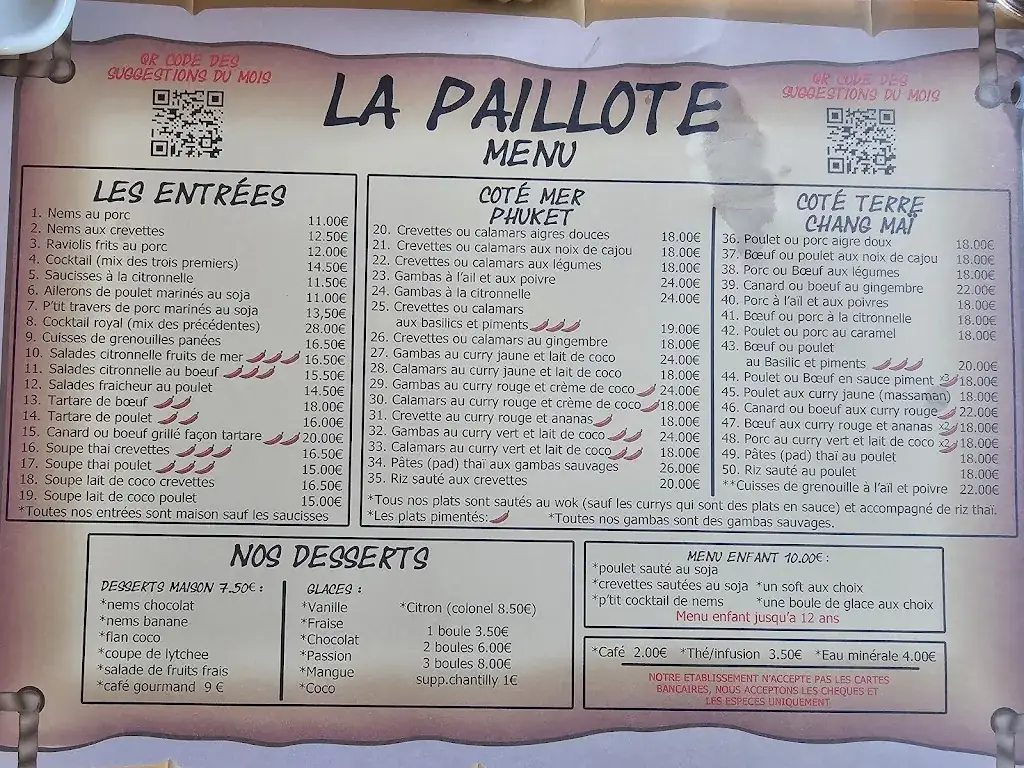 QR CODE DES
SUGGESTIONS DU MOIS
LA PAILLOTE
MENU
QR CODE DES
SUGGESTIONS DU MOIS
LES ENTRÉES
1. Nems au porc 11.00€
2. Nems aux crevettes 12.50€
3. Raviolis frits au porc 12.00€
4. Cocktail (mix des trois premiers) 14.50€
5. Saucisses à la citronnelle 11.50€
6. Ailerons de poulet marinés au soja 11.00€
7. P'tit travers de porc marinés au soja 13,50€
8. Cocktail royal (mix des précédentes) 28.00€
9. Cuisses de grenouilles panées 16.50€
10. Salades citronnelle fruits de mer 16.50€
11. Salades citronnelle au boeuf 15.50€
12. Salades fraicheur au poulet 14.50€
13. Tartare de bœuf 18.00€
14. Tartare de poulet 16.00€
15. Canard ou boeuf grillé façon tartare 20.00€
16. Soupe thai crevettes 16.50€
17. Soupe thai poulet 15.00€
18. Soupe lait de coco crevettes 16.50€
19. Soupe lait de coco poulet 15.00€
*Toutes nos entrées sont maison sauf les saucisses
COTÉ MER
PHUKET
20. Crevettes ou calamars aigres douces 18.00€
21. Crevettes ou calamars aux noix de cajou 18.00€
22. Crevettes ou calamars aux légumes 18.00€
23. Gambas à l'ail et aux poivre 24.00€
24. Gambas à la citronnelle 24.00€
25. Crevettes ou calamars
aux basilics et piments 19.00€
26. Crevettes ou calamars au gingembre 18.00€
27. Gambas au curry jaune et lait de coco 24.00€
28. Calamars au curry jaune et lait de coco 18.00€
29. Gambas au curry rouge et crème de coco 24.00€
30. Calamars au curry rouge et crème de coco 18.00€
31. Crevette au curry rouge et ananas 18.00€
32. Gambas au curry vert et lait de coco 24.00€
33. Calamars au curry vert et lait de coco 18.00€
34. Pâtes (pad) thaï aux gambas sauvages 26.00€
35. Riz sauté aux crevettes 20.00€
COTÉ TERRE
CHANG MAÏ
36. Poulet ou porc aigre doux 18.00€
37. Bœuf ou poulet aux noix de cajou 18.00€
38. Porc ou Bœuf aux légumes 18.00€
39. Canard ou boeuf au gingembre 22.00€
40. Porc à l'aïl et aux poivres 18.00€
41. Bœuf ou porc à la citronnelle 18.00€
42. Poulet ou porc au caramel 18.00€
43. Bœuf ou poulet
au Basilic et piments 20.00€
44. Poulet ou Bœuf en sauce piment x3 18.00€
45. Poulet aux curry jaune (massaman) 18.00€
46. Canard ou boeuf aux curry rouge 22.00€
47. Bœuf aux curry rouge et ananas x2 18.00€
48. Porc au curry vert et lait de coco x2 18.00€
49. Pâtes (pad) thaï au poulet 18.00€
50. Riz sauté au poulet 18.00€
**Cuisses de grenouille à l'aïl et poivre 22.00€
*Tous nos plats sont sautés au wok (sauf les currys qui sont des plats en sauce) et accompagné de riz thaï.
*Les plats pimentés: *Toutes nos gambas sont des gambas sauvages.
NOS DESSERTS
DESSERTS MAISON 7.50€ :
*nems chocolat
*nems banane
*flan coco
*coupe de lytchee
*salade de fruits frais
*café gourmand 9 €
GLACES :
*Vanille
*Fraise
*Chocolat
*Passion
*Mangue
*Coco
*Citron (colonel 8.50€)
1 boule 3.50€
2 boules 6.00€
3 boules 8.00€
supp.chantilly 1€
MENU ENFANT 10.00€ :
*poulet sauté au soja
*crevettes sautées au soja *un soft aux choix
*p'tit cocktail de nems *une boule de glace aux choix
Menu enfant jusqu'a 12 ans
*Café 2.00€ *Thé/infusion 3.50€ *Eau minérale 4.00€
NOTRE ETABLISSEMENT N'ACCEPTE PAS LES CARTES
BANCAIRES, NOUS ACCEPTONS LES CHEQUES ET
LES ESPECES UNIQUEMENT